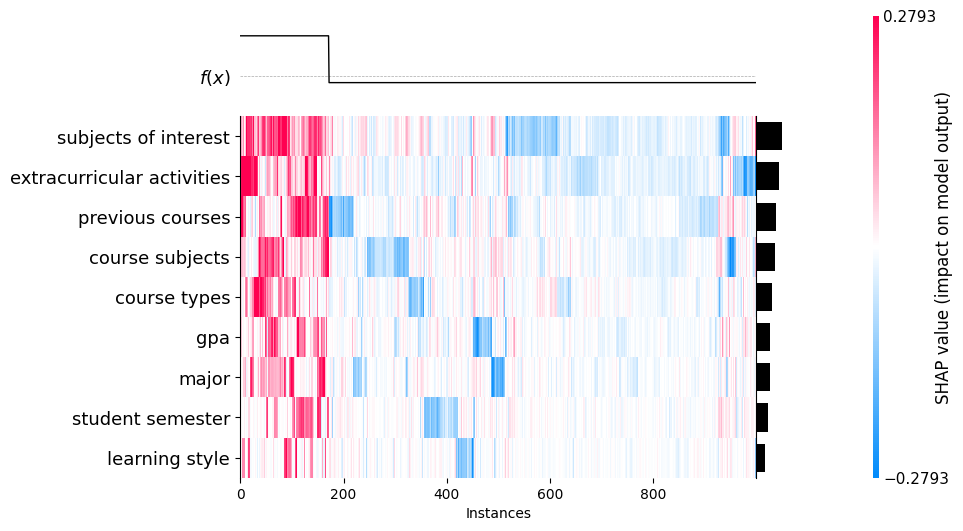 0.2793
f(x)
subjects of interest
extracurricular activities
previous courses
course subjects
course types
gpa
major
student semester
learning style
0 200 400 600 800
Instances
SHAP value (impact on model output)
−0.2793